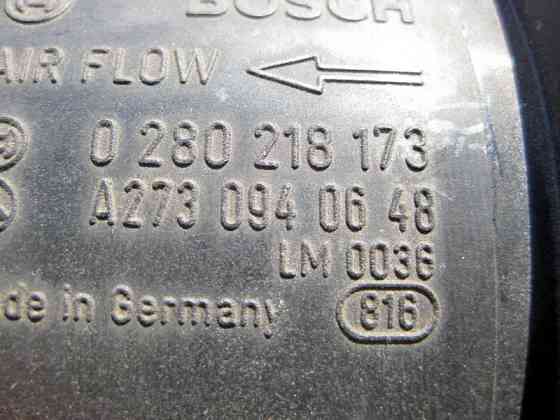 BOSCH
AIR FLOW
0 280 218 173
A273 094 06 48
LM 0036
de in Germany
816